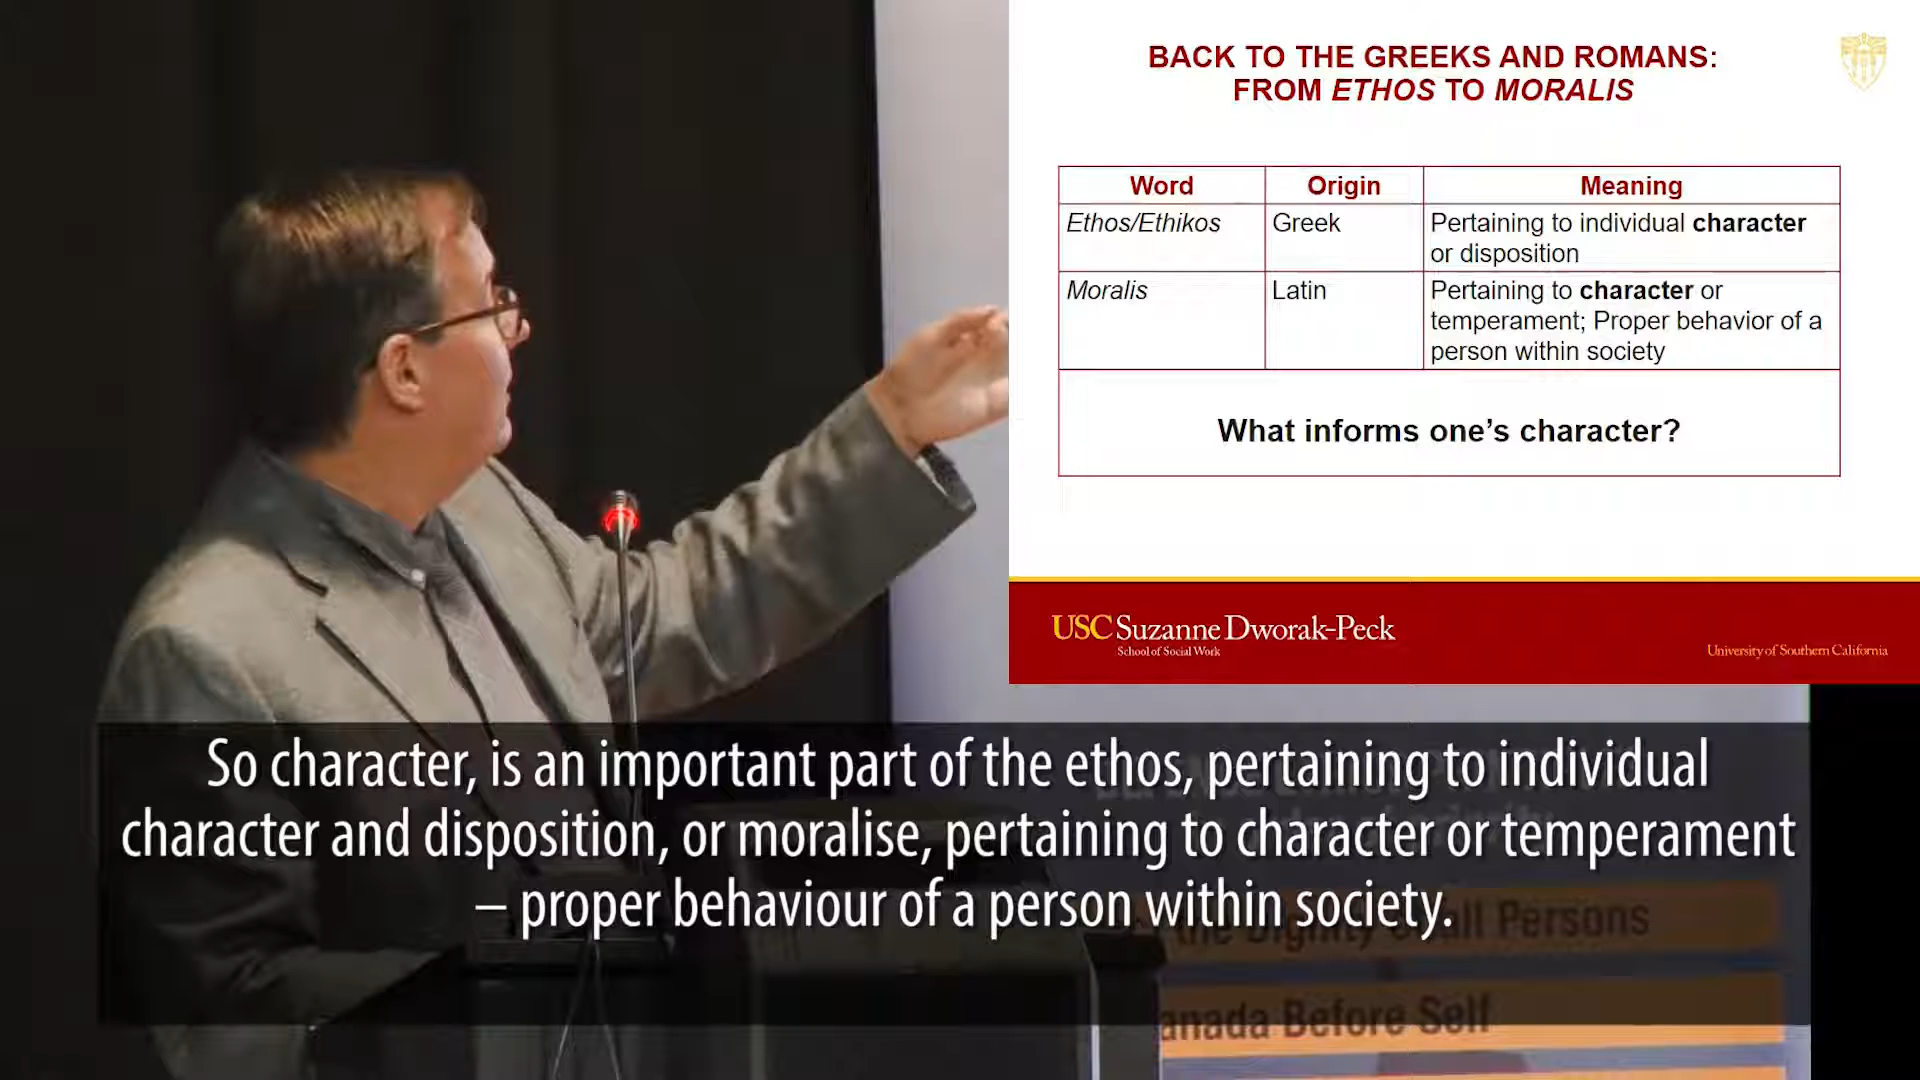 BACK TO THE GREEKS AND ROMANS:
FROM ETHOS TO MORALIS
Word Origin Meaning
Ethos/Ethikos Greek Pertaining to individual character
or disposition
Moralis Latin Pertaining to character or
temperament; Proper behavior of a
person within society
What informs one's character?
USC Suzanne Dworak-Peck
School of Social Work
University of Southern California
So character, is an important part of the ethos, pertaining to individual
character and disposition, or moralise, pertaining to character or temperament
– proper behaviour of a person within society.
the Dignity of all Persons
anada Before Self